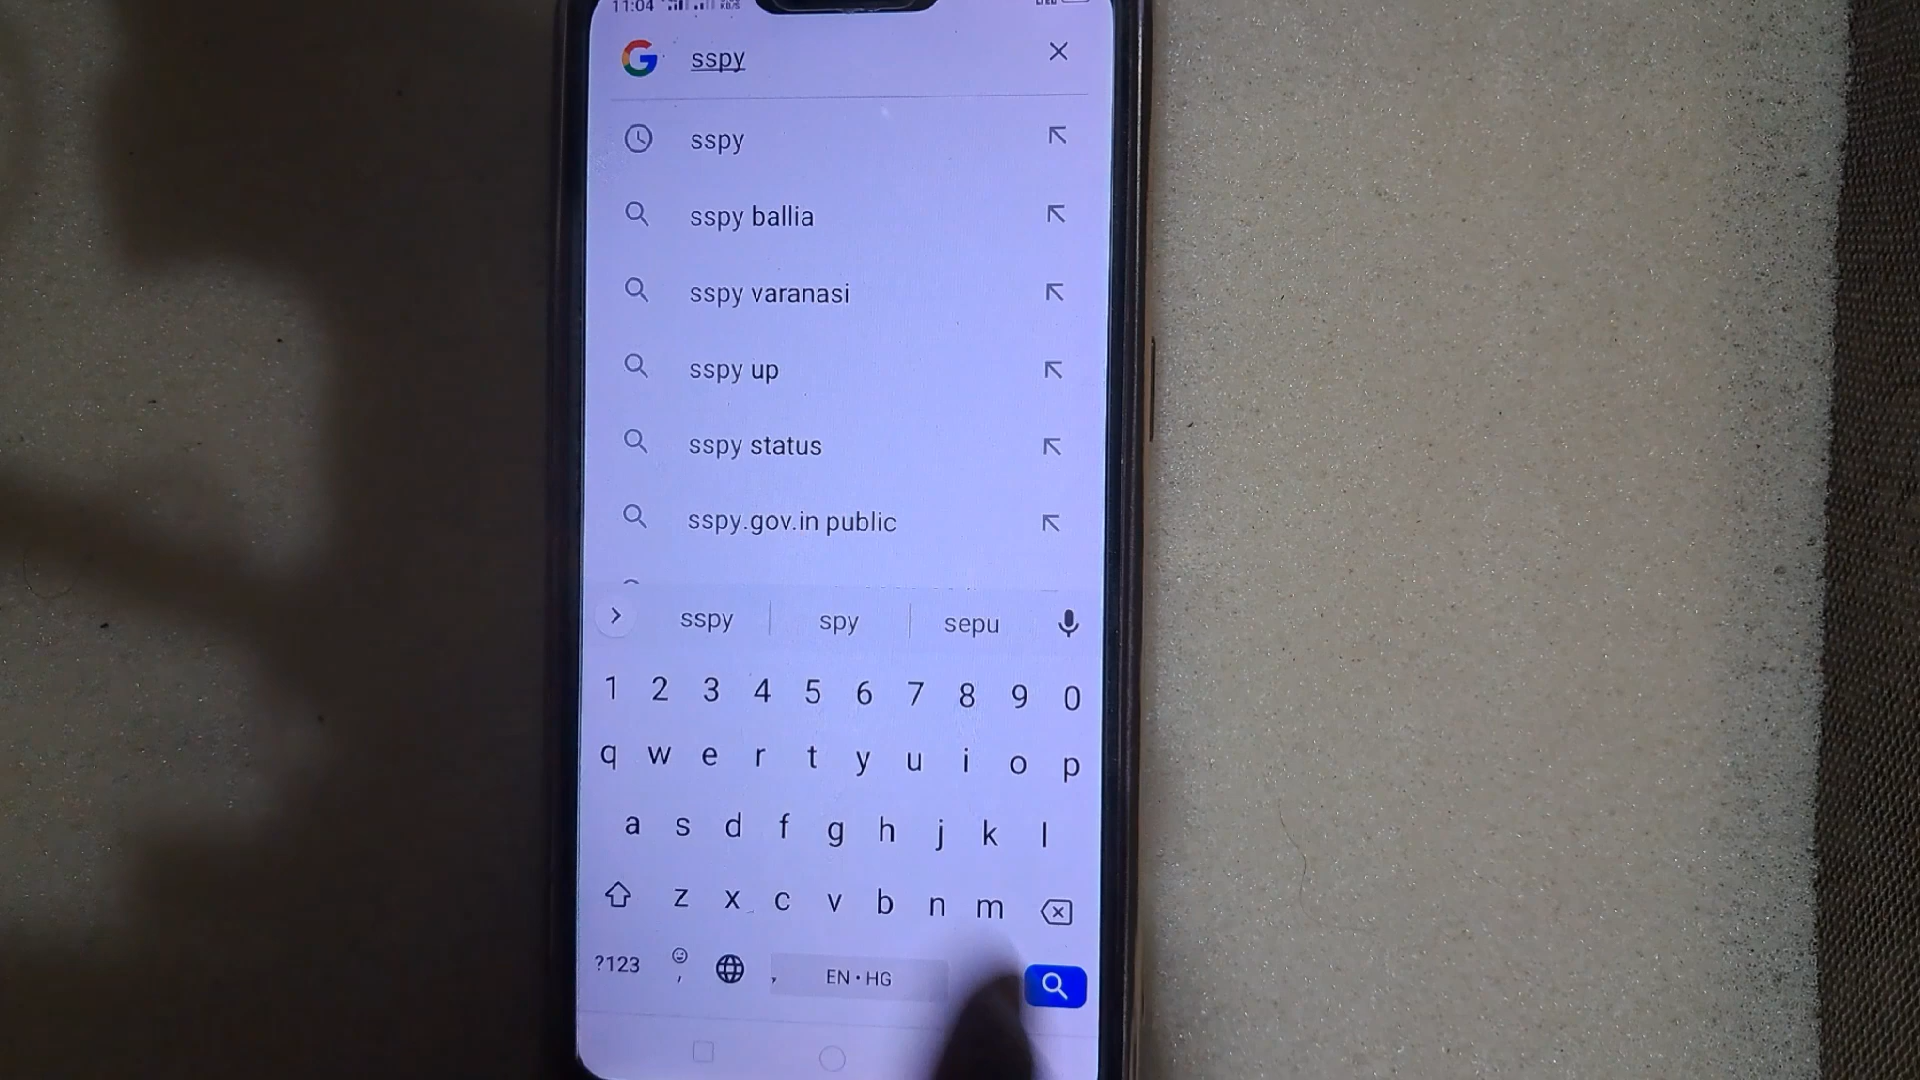 11:04
sspy
sspy
sspy ballia
sspy varanasi
sspy up
sspy status
sspy.gov.in public
sspy spy sepu
1 2 3 4 5 6 7 8 9 0
q w e r t y u i o p
a s d f g h j k l
z x c v b n m
?123 , , EN • HG